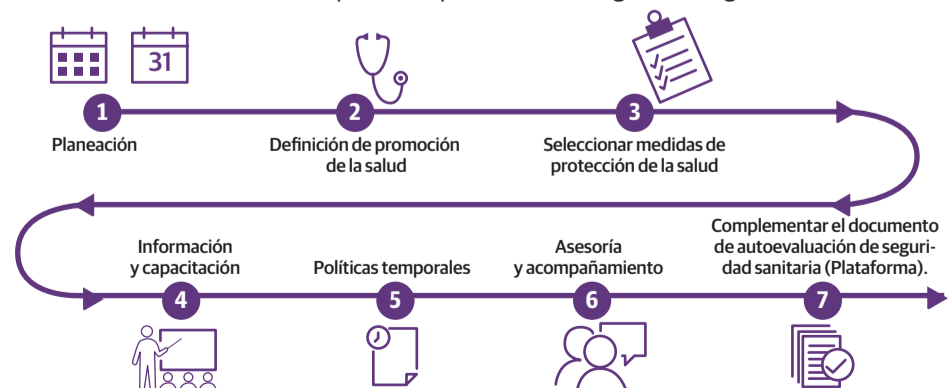 31
1
2
3
Planeación
Definición de promoción
de la salud
Seleccionar medidas de
protección de la salud
Información
y capacitación
Políticas temporales
Asesoría
y acompañamiento
Complementar el documento
de autoevaluación de seguri-
dad sanitaria (Plataforma).
4
5
6
7